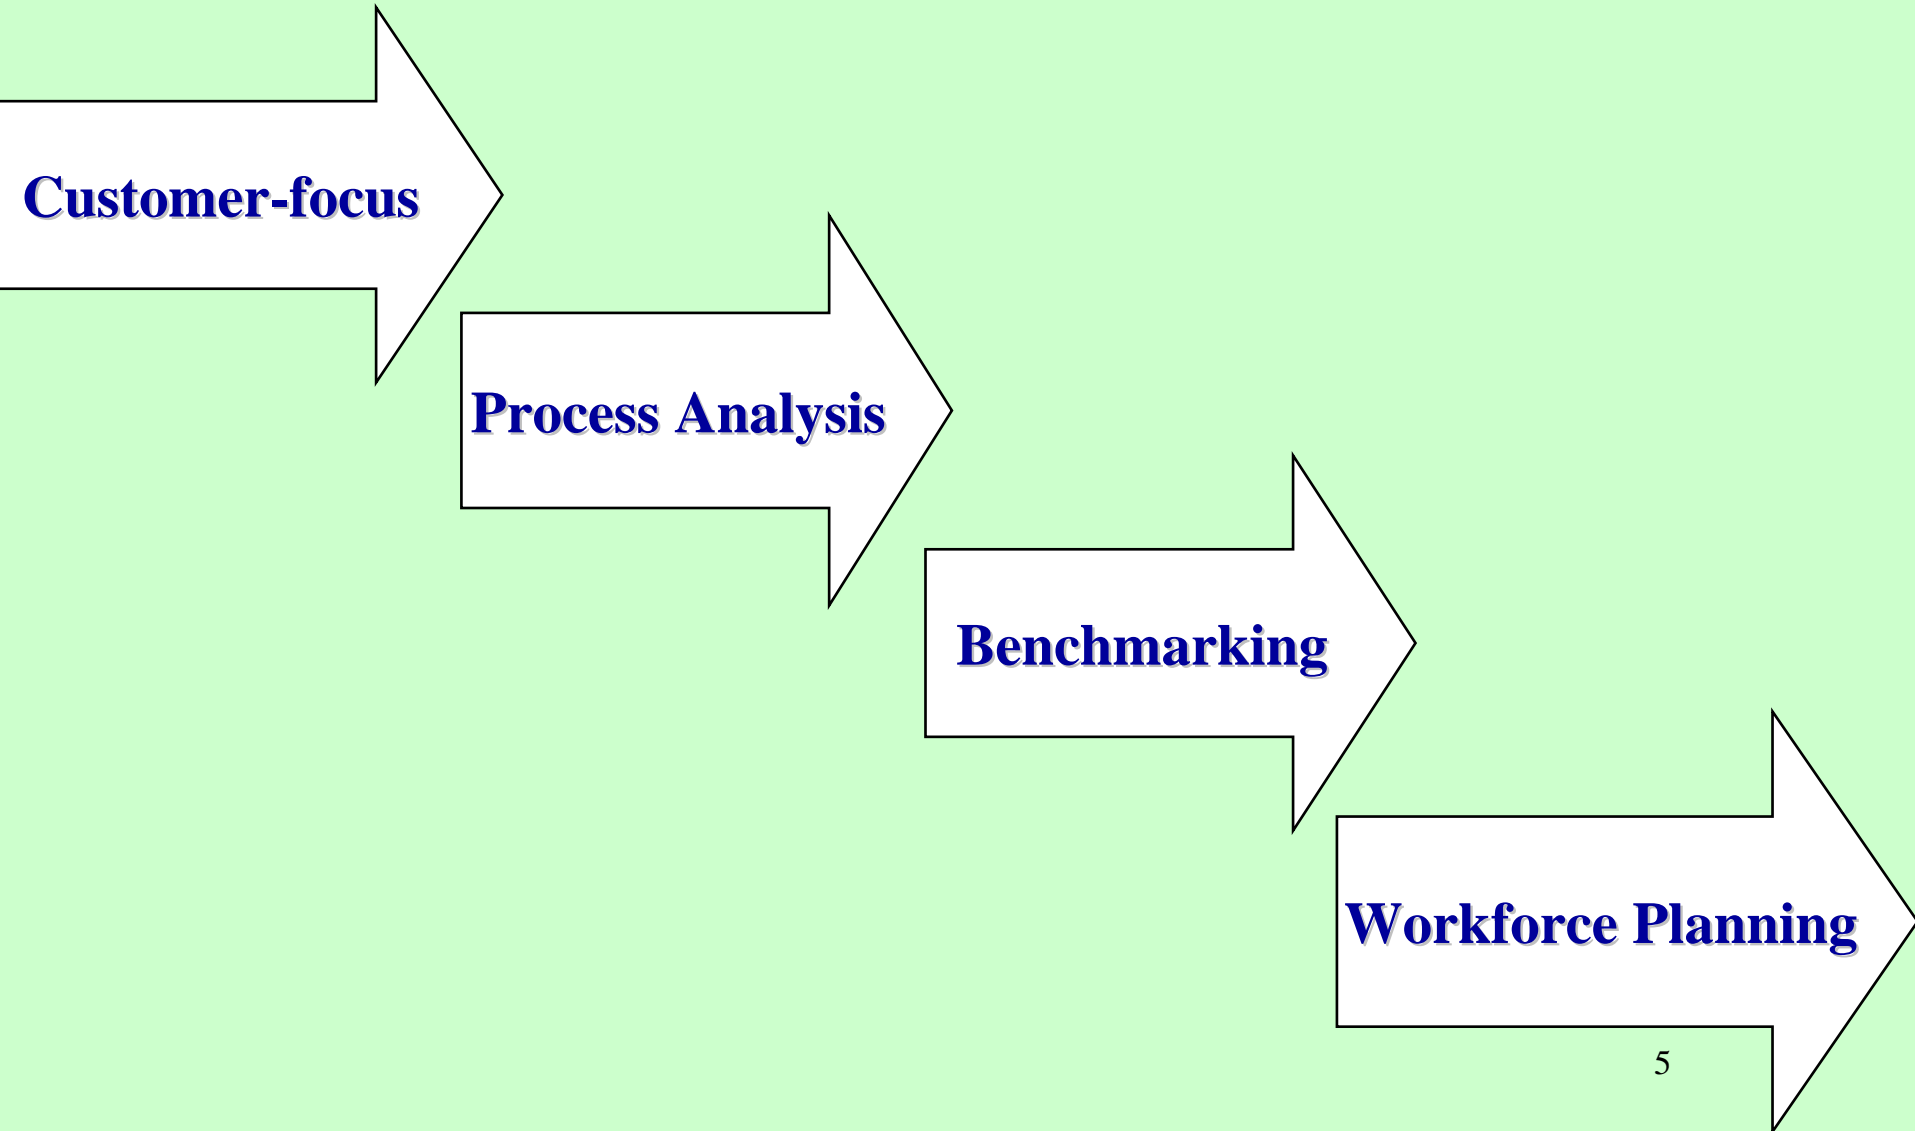 Customer-focus
Process Analysis
Benchmarking
Workforce Planning
5